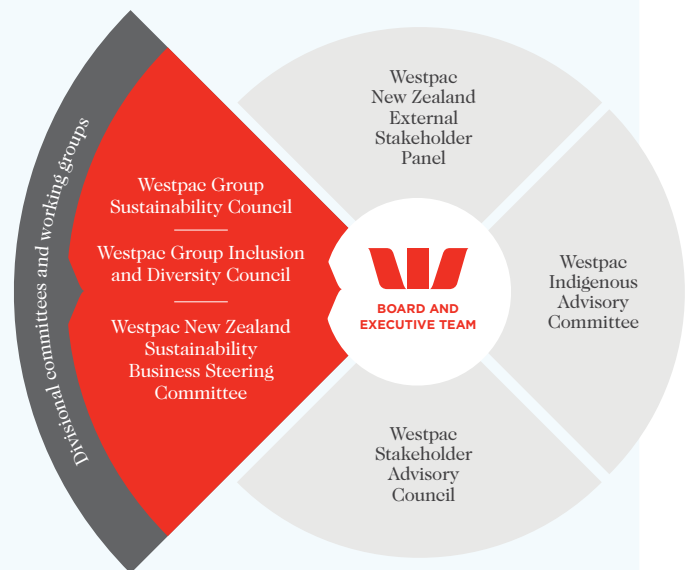 Divisional committees and working groups
Westpac Group
Sustainability Council
Westpac Group Inclusion
and Diversity Council
Westpac New Zealand
Sustainability
Business Steering
Committee
Westpac
New Zealand
External
Stakeholder
Panel
BOARD AND
EXECUTIVE TEAM
Westpac
Indigenous
Advisory
Committee
Westpac
Stakeholder
Advisory
Council